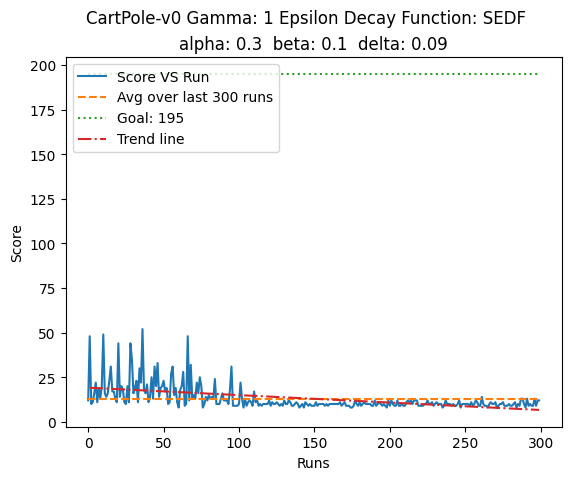 CartPole-v0 Gamma: 1 Epsilon Decay Function: SEDF
alpha: 0.3 beta: 0.1 delta: 0.09
Score VS Run
Avg over last 300 runs
Goal: 195
Trend line
200
175
150
125
100
75
50
25
0
Score
0
50
100
150
200
250
300
Runs